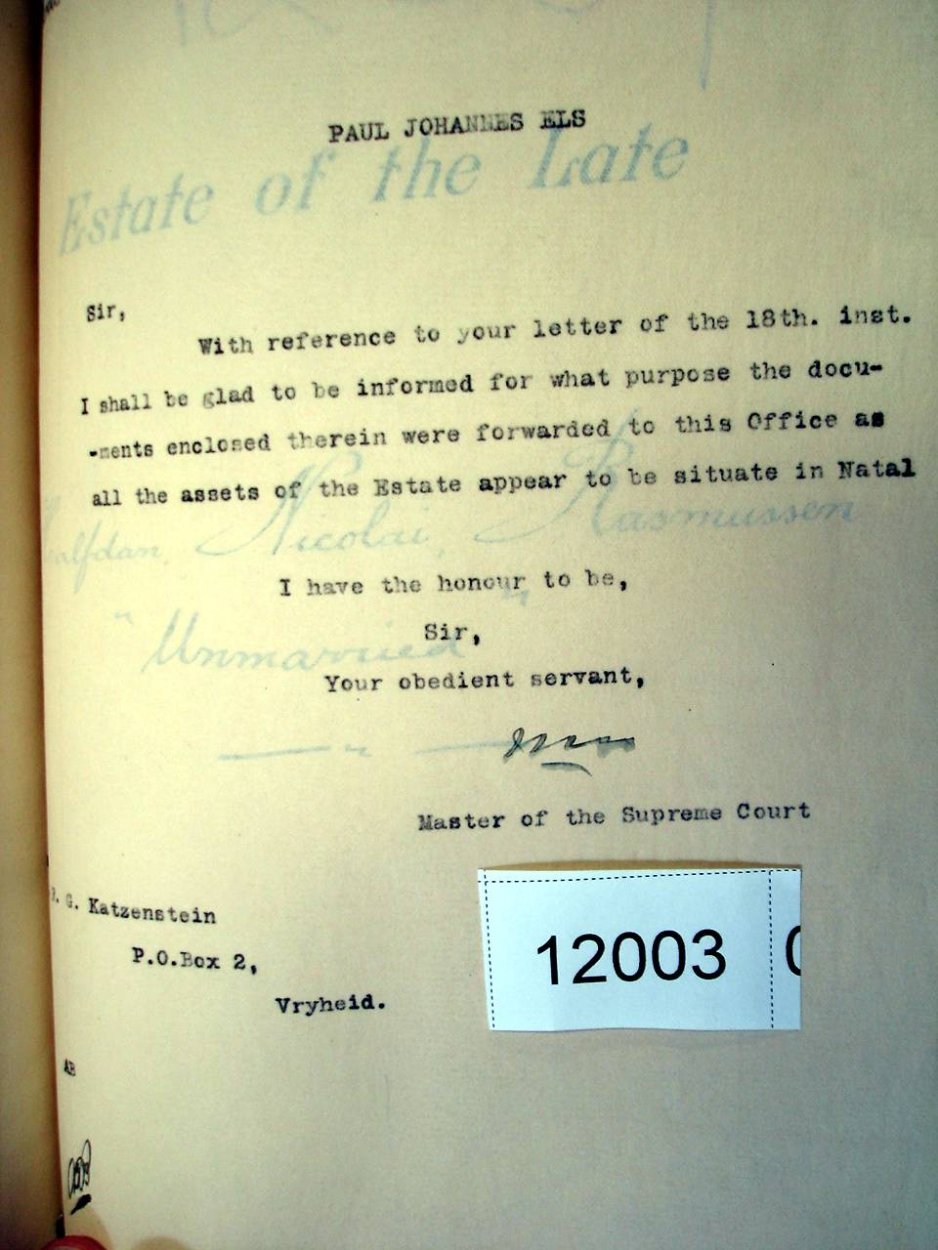 PAUL JOHANNES ELS
Estate of the Late
Sir,
With reference to your letter of the 18th. inst.
I shall be glad to be informed for what purpose the docu-
-ments enclosed therein were forwarded to this Office as
all the assets of the Estate appear to be situate in Natal
Nicolai, Rasmussen
I have the honour to be,
Sir,
"Unmarried"
Your obedient servant,
Master of the Supreme Court
G. Katzenstein
12003
P.O.Box 2,
Vryheid.
AB